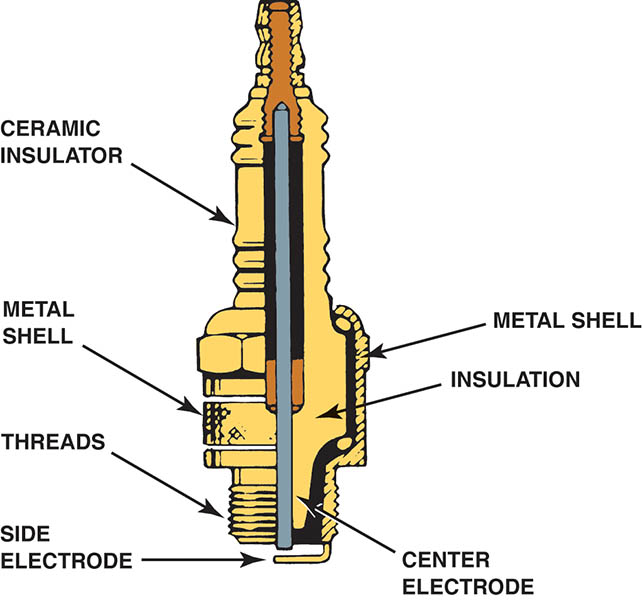 CERAMIC
INSULATOR
METAL
SHELL
THREADS
SIDE
ELECTRODE
METAL SHELL
INSULATION
CENTER
ELECTRODE